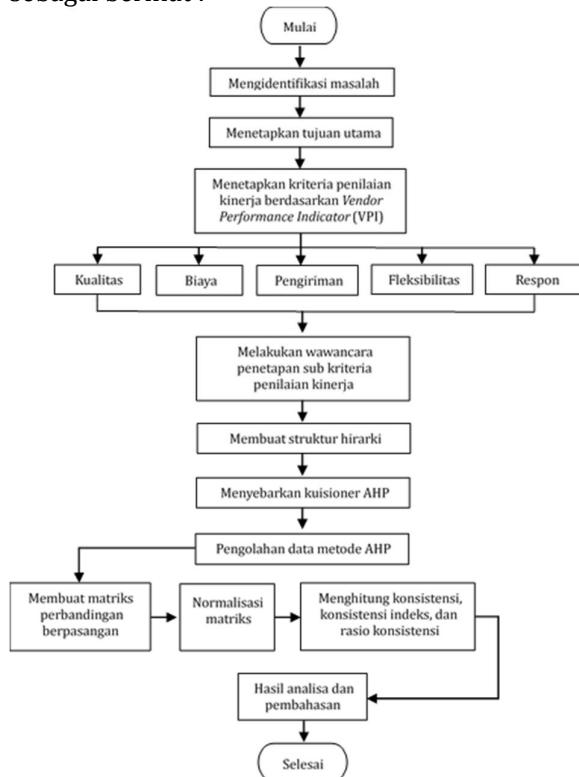 sebagai berikut :
Mulai
Mengidentifikasi masalah
Menetapkan tujuan utama
Menetapkan kriteria penilaian
kinerja berdasarkan Vendor
Performance Indicator (VPI)
Kualitas
Biaya
Pengiriman
Fleksibilitas
Respon
Melakukan wawancara
penetapan sub kriteria
penilaian kinerja
Membuat struktur hirarki
Menyebarkan kuisioner AHP
Pengolahan data metode AHP
Membuat matriks
perbandingan
berpasangan
Normalisasi
matriks
Menghitung konsistensi,
konsistensi indeks, dan
rasio konsistensi
Hasil analisa dan
pembahasan
Selesai